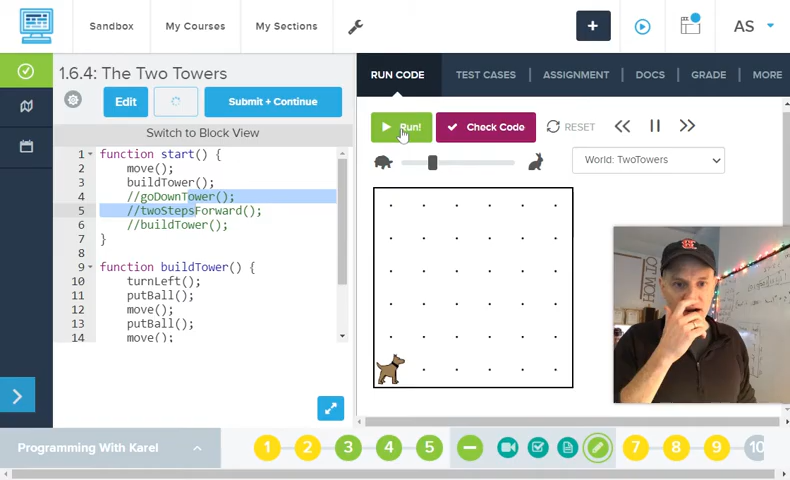 Sandbox
My Courses
My Sections
AS
1.6.4: The Two Towers
Edit
Submit + Continue
Switch to Block View
1 function start() {
2 move();
3 buildTower();
4 //goDownTower();
5 //twoStepsForward();
6 //buildTower();
7 }
8
9 function buildTower() {
10 turnLeft();
11 putBall();
12 move();
13 putBall();
14 move();
RUN CODE
TEST CASES
ASSIGNMENT
DOCS
GRADE
MORE
Run!
Check Code
RESET
World: TwoTowers
HOW TO
Programming With Karel
1 2 3 4 5 7 8 9 10